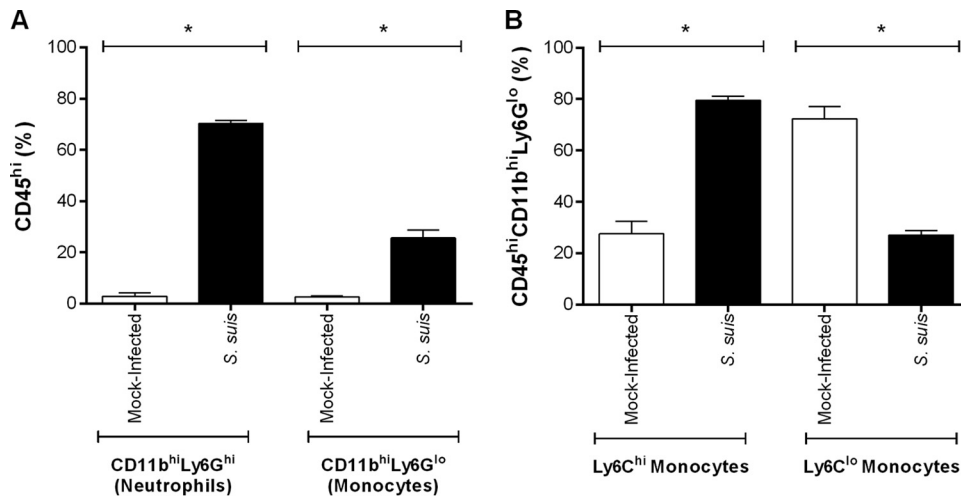 A
CD45hi (%)
100
80
60
40
20
0
*
*
Mock-Infected
S. suis
Mock-Infected
S. suis
CD11bhiLy6Ghi
(Neutrophils)
CD11bhiLy6Glo
(Monocytes)
B
CD45hiCD11bhiLy6Glo (%)
100
80
60
40
20
0
*
*
Mock-Infected
S. suis
Mock-Infected
S. suis
Ly6Chi Monocytes
Ly6Clo Monocytes